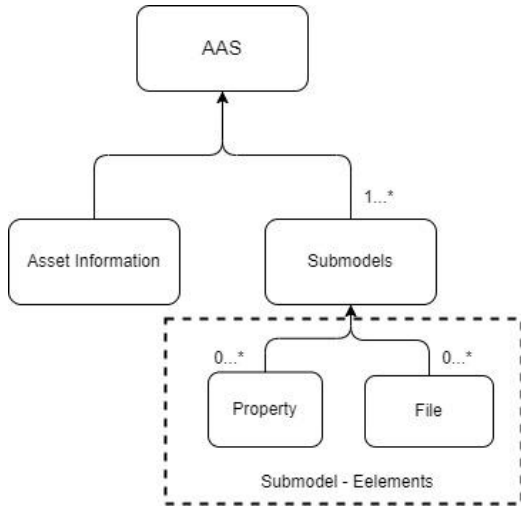 AAS
1...*
Asset Information
Submodels
0...*
0...*
Property
File
Submodel - Eelements